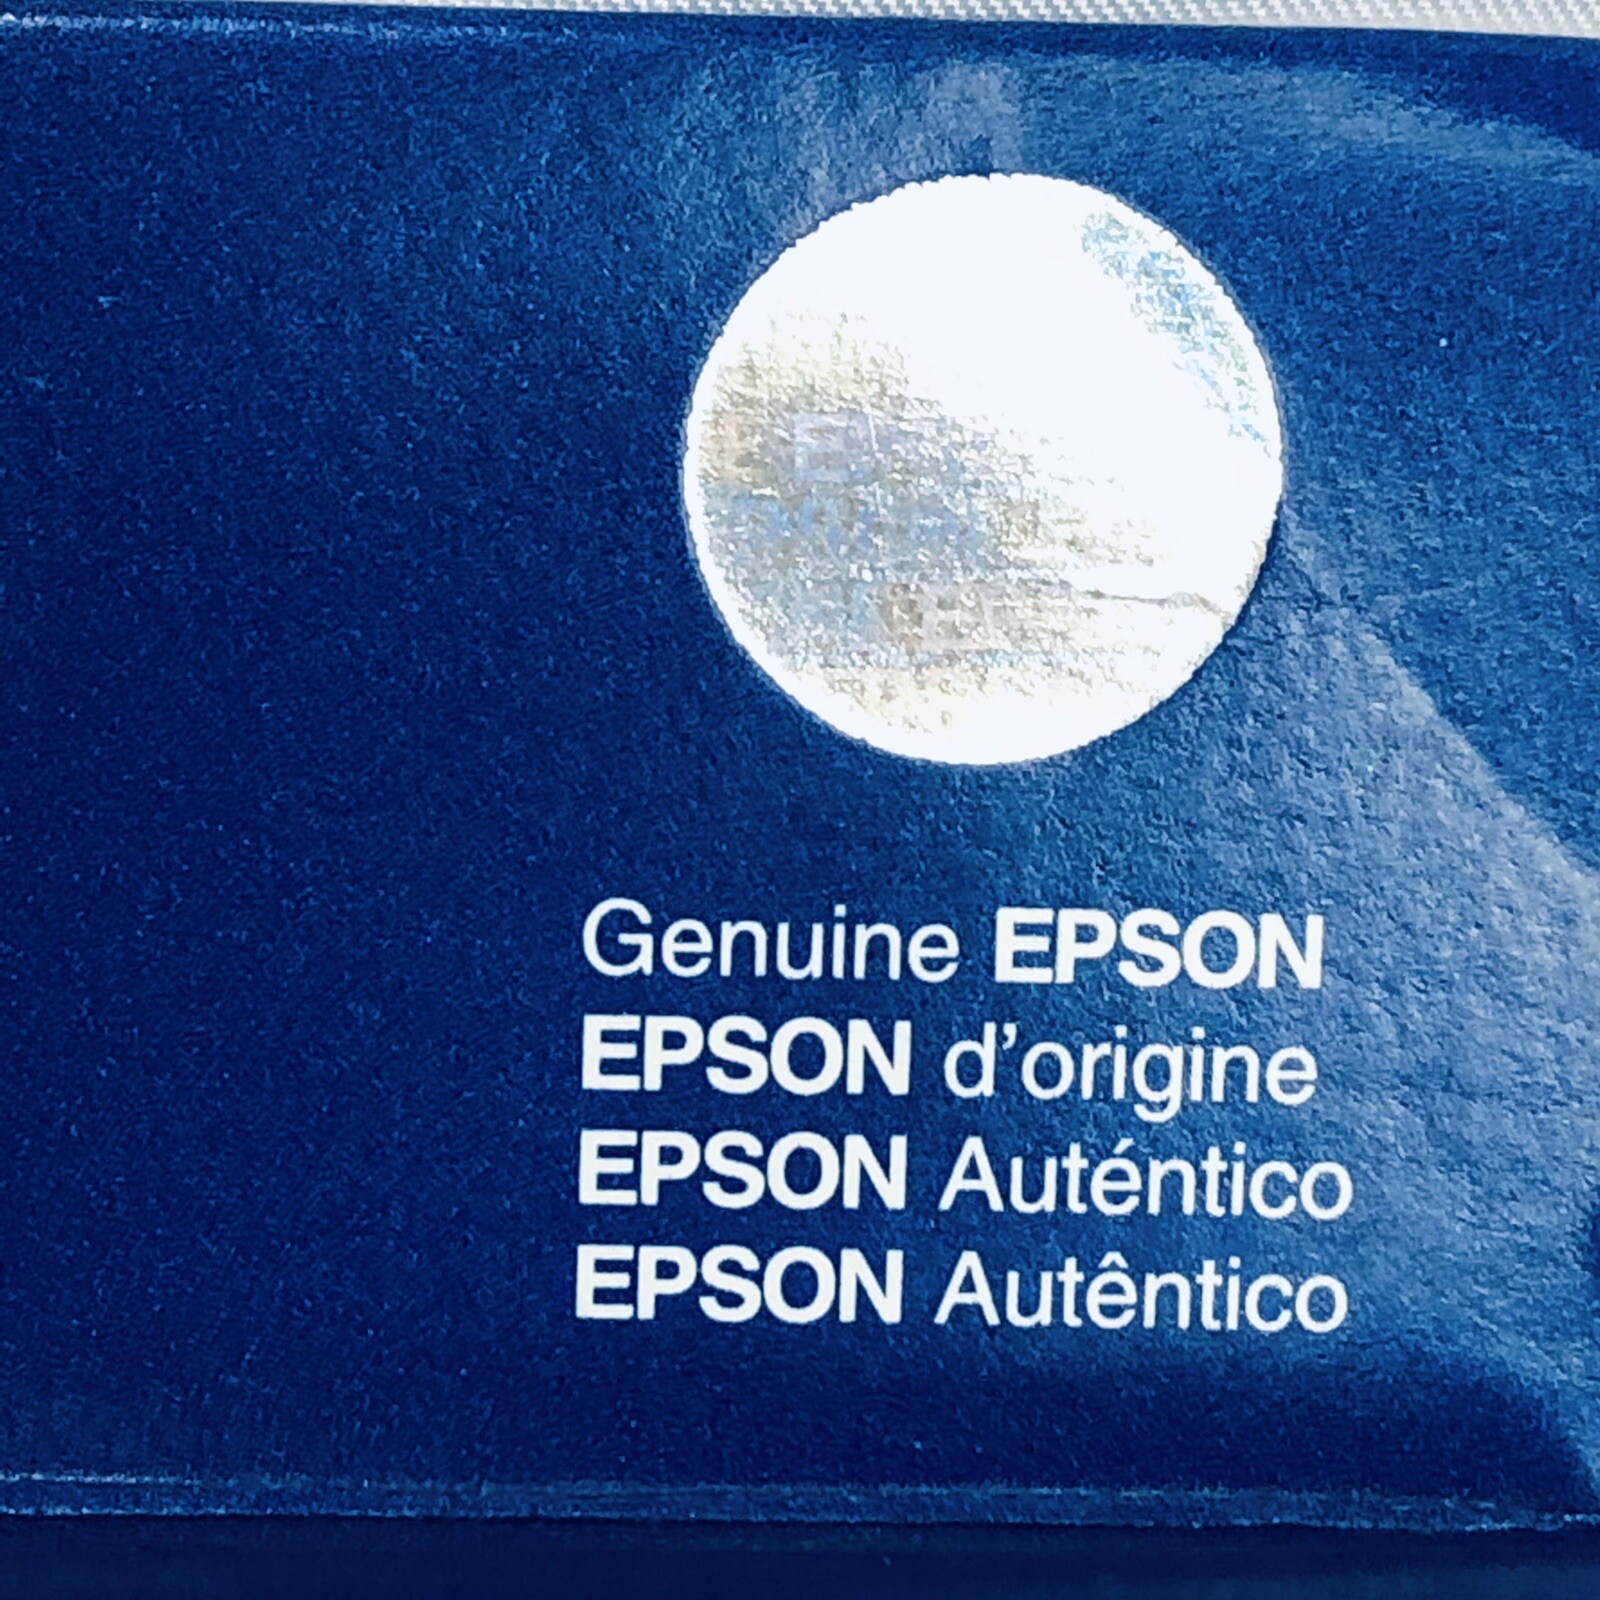 Genuine EPSON
EPSON d'origine
EPSON Auténtico
EPSON Autêntico